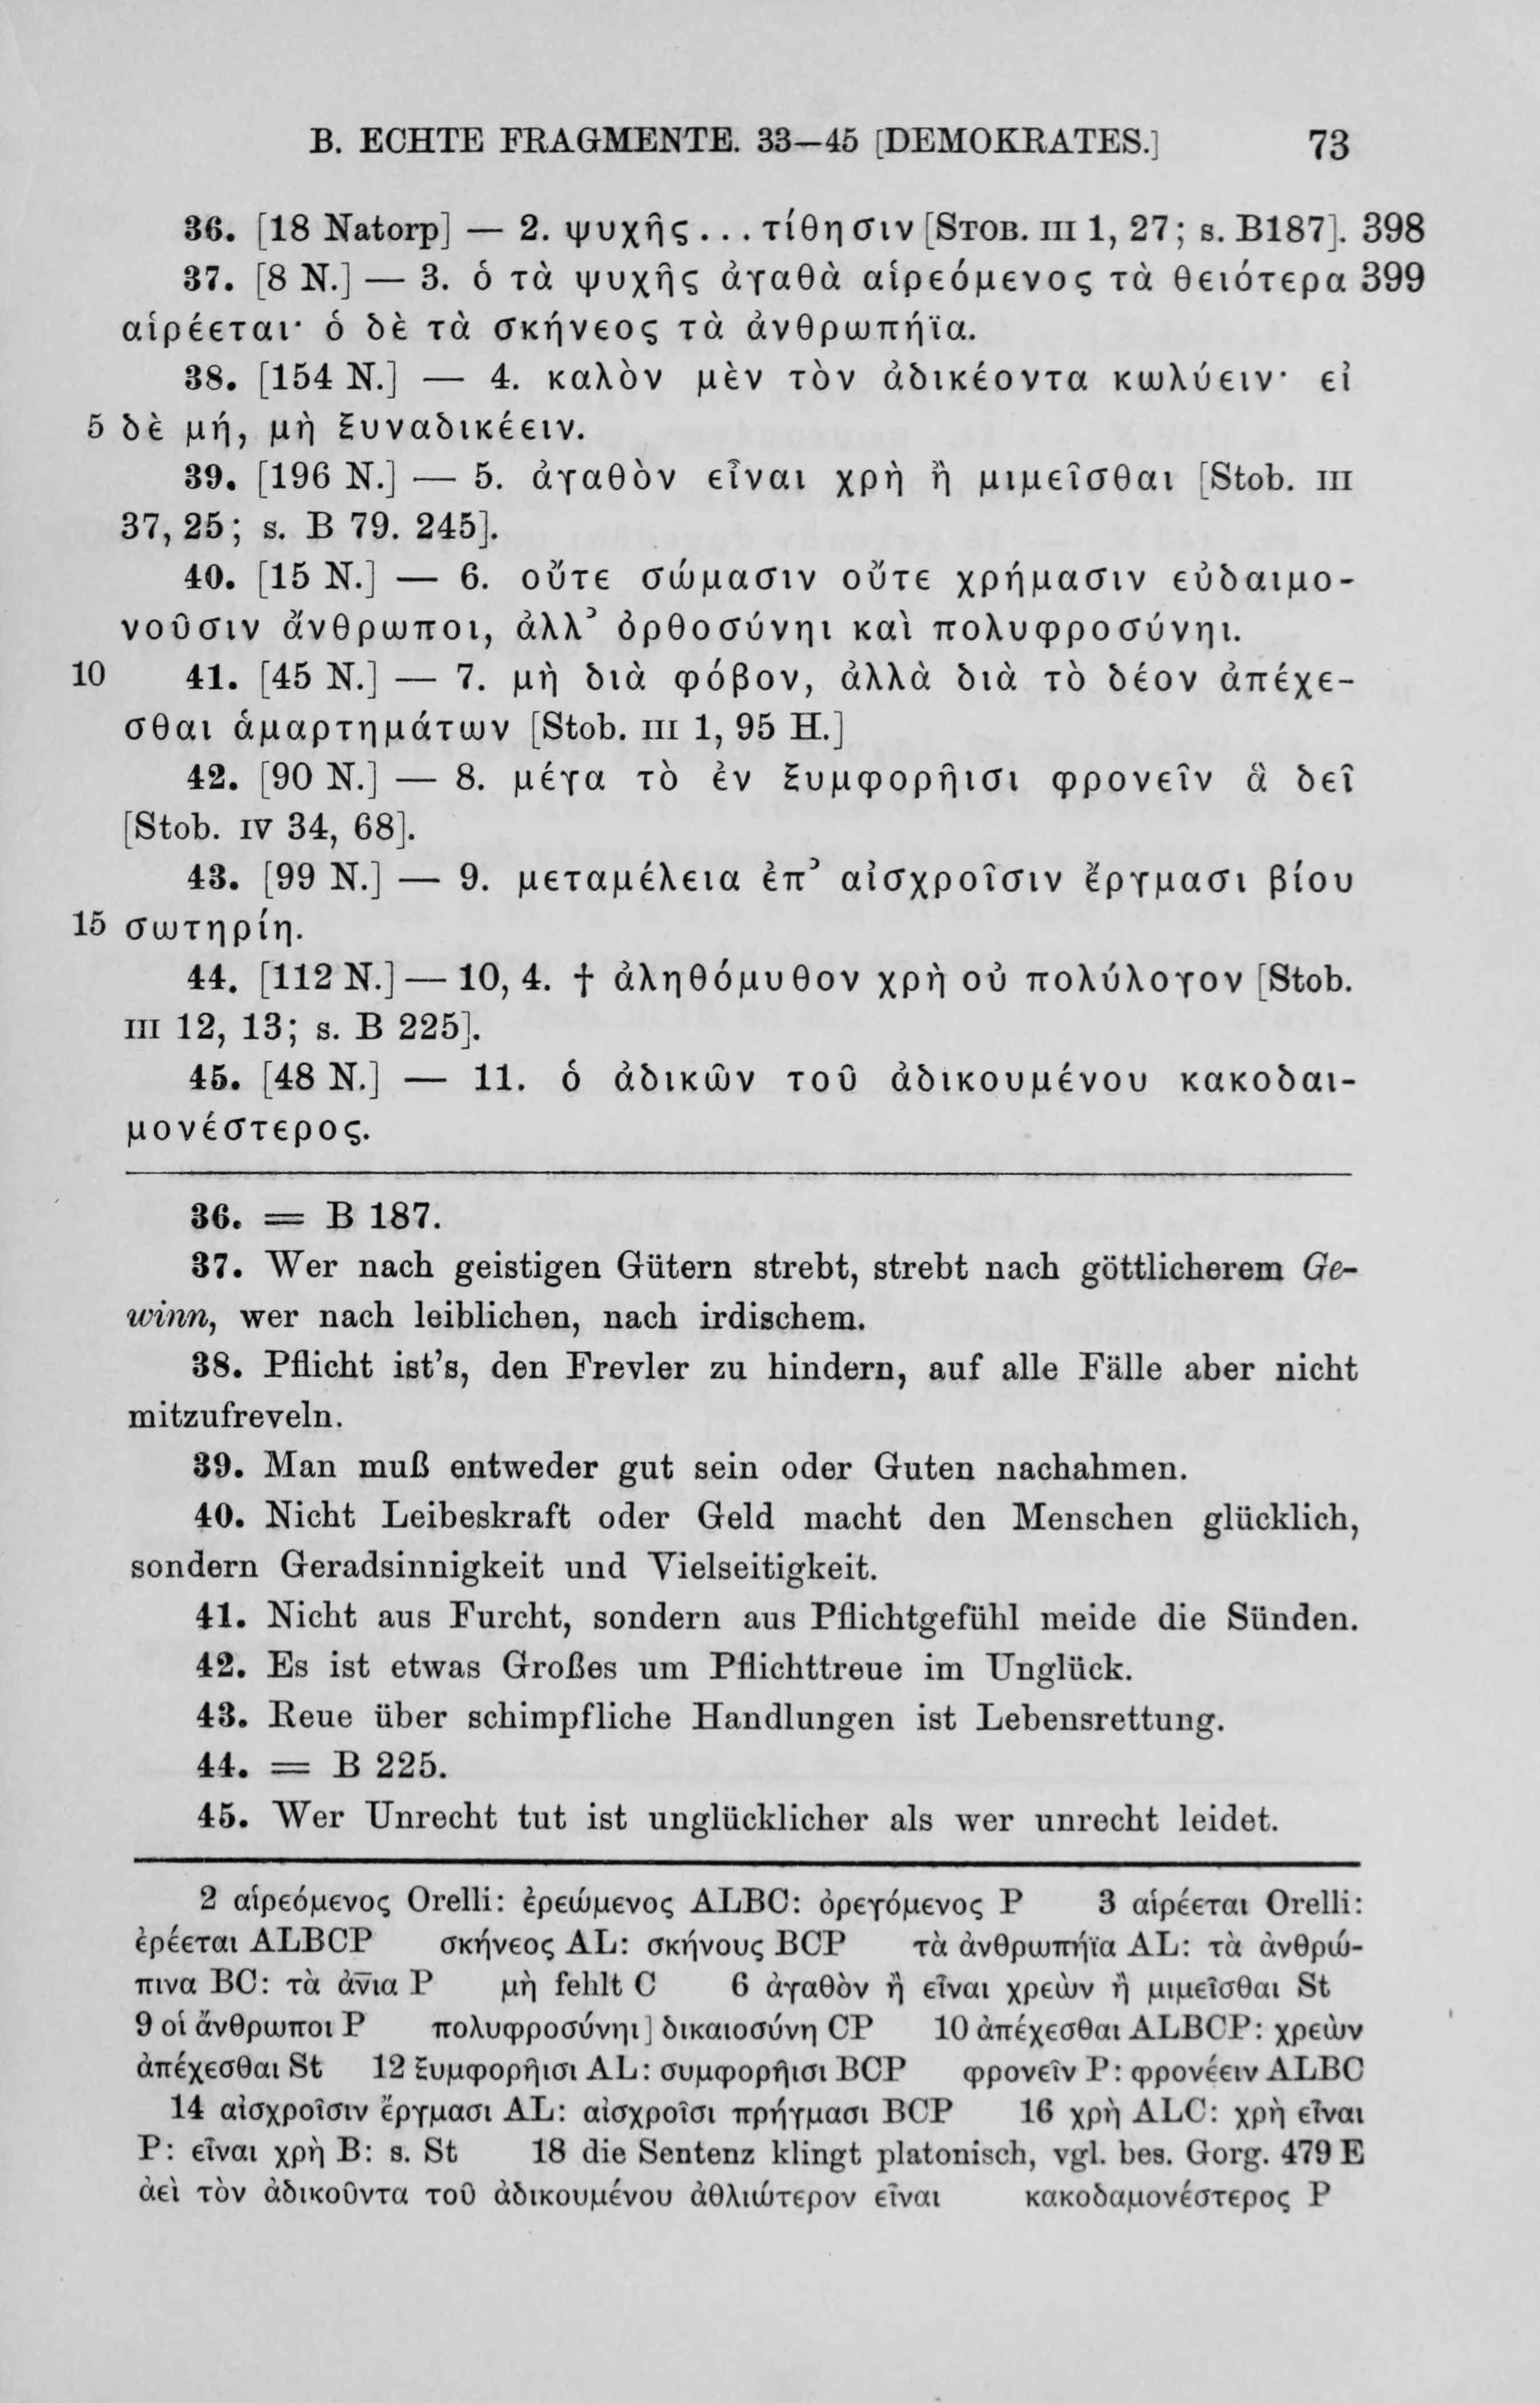 B. ECHTE FRAGMENTE. 33—45 [DEMOKRATES.] 73
36. [18 Natorp] — 2. ψυχῆς... τίθησιν [STOB. III 1, 27; s. B187]. 398
37. [8 N.] — 3. ὁ τὰ ψυχῆς ἀγαθὰ αἱρεόμενος τὰ θειότερα 399
αἱρέεται· ὁ δὲ τὰ σκήνεος τὰ ἀνθρωπήϊα.
38. [154 N.] — 4. καλὸν μὲν τὸν ἀδικέοντα κωλύειν· εἰ
5 δὲ μή, μὴ ξυναδικέειν.
39. [196 N.] — 5. ἀγαθὸν εἶναι χρὴ ἢ μιμεῖσθαι [Stob. III
37, 25; s. B 79. 245].
40. [15 N.] — 6. οὔτε σώμασιν οὔτε χρήμασιν εὐδαιμο-
νοῦσιν ἄνθρωποι, ἀλλ᾽ ὀρθοσύνηι καὶ πολυφροσύνηι.
10 41. [45 N.] — 7. μὴ διὰ φόβον, ἀλλὰ διὰ τὸ δέον ἀπέχε-
σθαι ἁμαρτημάτων [Stob. III 1, 95 H.]
42. [90 N.] — 8. μέγα τὸ ἐν ξυμφορῆισι φρονεῖν ἃ δεῖ
[Stob. IV 34, 68].
43. [99 N.] — 9. μεταμέλεια ἐπ᾽ αἰσχροῖσιν ἔργμασι βίου
15 σωτηρίη.
44. [112 N.] — 10, 4. † ἀληθόμυθον χρὴ οὐ πολύλογον [Stob.
III 12, 13; s. B 225].
45. [48 N.] — 11. ὁ ἀδικῶν τοῦ ἀδικουμένου κακοδαι-
μονέστερος.
36. = B 187.
37. Wer nach geistigen Gütern strebt, strebt nach göttlicherem Ge-
winn, wer nach leiblichen, nach irdischem.
38. Pflicht ist's, den Frevler zu hindern, auf alle Fälle aber nicht
mitzufreveln.
39. Man muß entweder gut sein oder Guten nachahmen.
40. Nicht Leibeskraft oder Geld macht den Menschen glücklich,
sondern Geradsinnigkeit und Vielseitigkeit.
41. Nicht aus Furcht, sondern aus Pflichtgefühl meide die Sünden.
42. Es ist etwas Großes um Pflichttreue im Unglück.
43. Reue über schimpfliche Handlungen ist Lebensrettung.
44. = B 225.
45. Wer Unrecht tut ist unglücklicher als wer unrecht leidet.
2 αἱρεόμενος Orelli: ἐρεώμενος ALBC: ὀρεγόμενος P 3 αἱρέεται Orelli:
ἐρέεται ALBCP σκήνεος AL: σκήνους BCP τὰ ἀνθρωπήϊα AL: τὰ ἀνθρώ-
πινα BC: τὰ ἀν̅ια P μὴ fehlt C 6 ἀγαθὸν ἢ εἶναι χρεὼν ἢ μιμεῖσθαι St
9 οἱ ἄνθρωποι P πολυφροσύνηι] δικαιοσύνη CP 10 ἀπέχεσθαι ALBCP: χρεὼν
ἀπέχεσθαι St 12 ξυμφορῆισι AL: συμφορῆισι BCP φρονεῖν P: φρονέειν ALBC
14 αἰσχροῖσιν ἔργμασι AL: αἰσχροῖσι πρήγμασι BCP 16 χρὴ ALC: χρὴ εἶναι
P: εἶναι χρὴ B: s. St 18 die Sentenz klingt platonisch, vgl. bes. Gorg. 479 E
ἀεὶ τὸν ἀδικοῦντα τοῦ ἀδικουμένου ἀθλιώτερον εἶναι κακοδαμονέστερος P